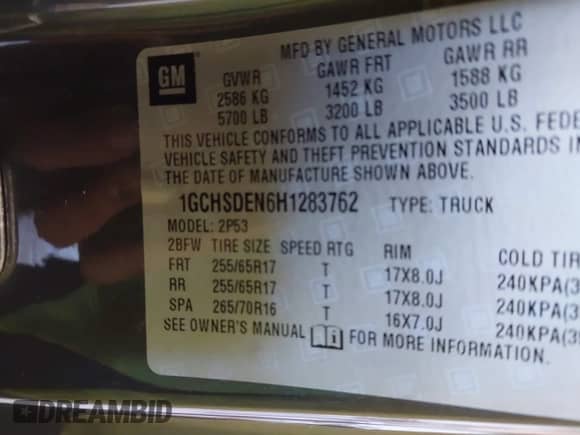 MFD BY GENERAL MOTORS LLC
GM
GVWR GAWR FRT GAWR RR
2586 KG 1452 KG 1588 KG
5700 LB 3200 LB 3500 LB
THIS VEHICLE CONFORMS TO ALL APPLICABLE U.S. FEDE
VEHICLE SAFETY AND THEFT PREVENTION STANDARDS IN
THE DATE OF MANUFACTURE SHOWN ABOVE.
1GCHSDEN6H1283762 TYPE: TRUCK
MODEL: 2P53
2BFW TIRE SIZE SPEED RTG RIM COLD TIR
FRT 255/65R17 T 17X8.0J 240KPA(3
RR 255/65R17 T 17X8.0J 240KPA(3
SPA 265/70R16 T 16X7.0J 240KPA(35
SEE OWNER'S MANUAL FOR MORE INFORMATION.
DREAMBID